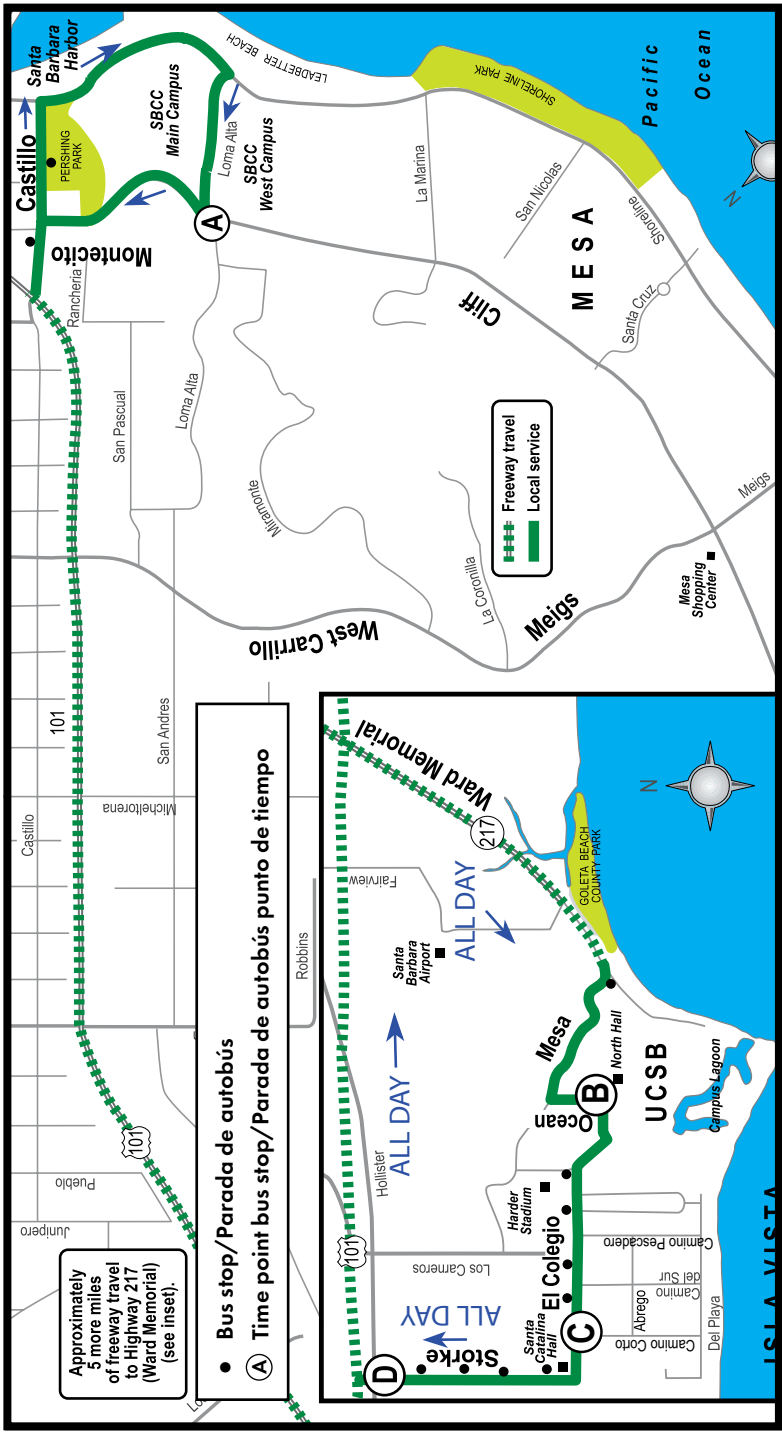 Santa
Barbara
Harbor
Castillo
PERSHING
PARK
SBCC
Main Campus
LEADBETTER BEACH
Loma Alta
SBCC
West Campus
A
Montecito
Rancheria
SHORELINE PARK
Pacific
Ocean
N
La Marina
San Nicolas
MESA
Shoreline
Cliff
Santa Cruz
San Pascual
Loma Alta
Miramonte
Freeway travel
Local service
La Coronilla
Meigs
Meigs
Mesa
Shopping
Center
West Carrillo
101
San Andres
Castillo
Micheltorena
Robbins
101
Pueblo
Junipero
Approximately
5 more miles
of freeway travel
to Highway 217
(Ward Memorial)
(see inset).
Bus stop/Parada de autobús
A Time point bus stop/Parada de autobús punto de tiempo
Ward Memorial
217
Fairview
GOLETA BEACH
COUNTY PARK
N
ALL DAY
Santa
Barbara
Airport
ALL DAY
Hollister
Mesa
North Hall
B
Ocean
UCSB
Campus Lagoon
101
Harder
Stadium
El Colegio
Los Carneros
Camino Pescadero
Camino
del Sur
Abrego
Camino Corto
Del Playa
ISLA VISTA
ALL DAY
Storke
Santa
Catalina
Hall
C
D